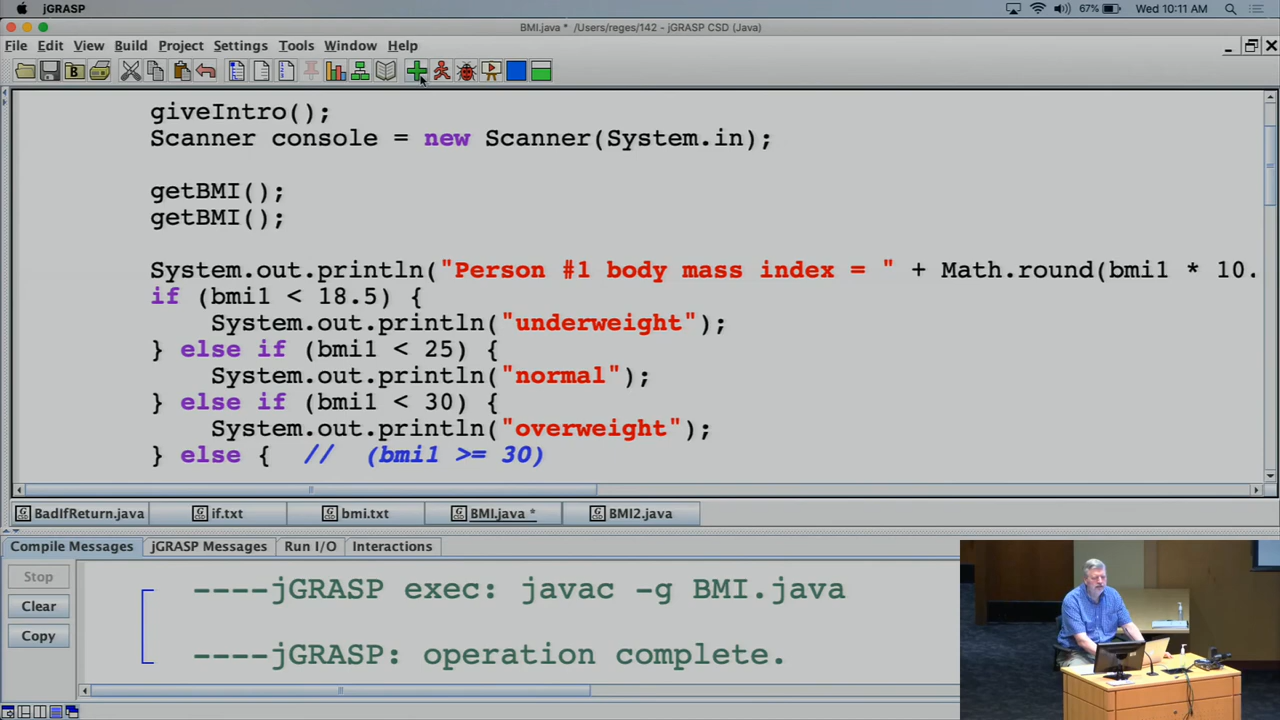 jGRASP
67%
Wed 10:11 AM
BMI.java * /Users/reges/142 - jGRASP CSD (Java)
File Edit View Build Project Settings Tools Window Help
giveIntro();
Scanner console = new Scanner(System.in);
getBMI();
getBMI();
System.out.println("Person #1 body mass index = " + Math.round(bmi1 * 10.
if (bmi1 < 18.5) {
System.out.println("underweight");
} else if (bmi1 < 25) {
System.out.println("normal");
} else if (bmi1 < 30) {
System.out.println("overweight");
} else { // (bmi1 >= 30)
BadIfReturn.java if.txt bmi.txt BMI.java * BMI2.java
Compile Messages jGRASP Messages Run I/O Interactions
Stop
Clear
Copy
----jGRASP exec: javac -g BMI.java
----jGRASP: operation complete.